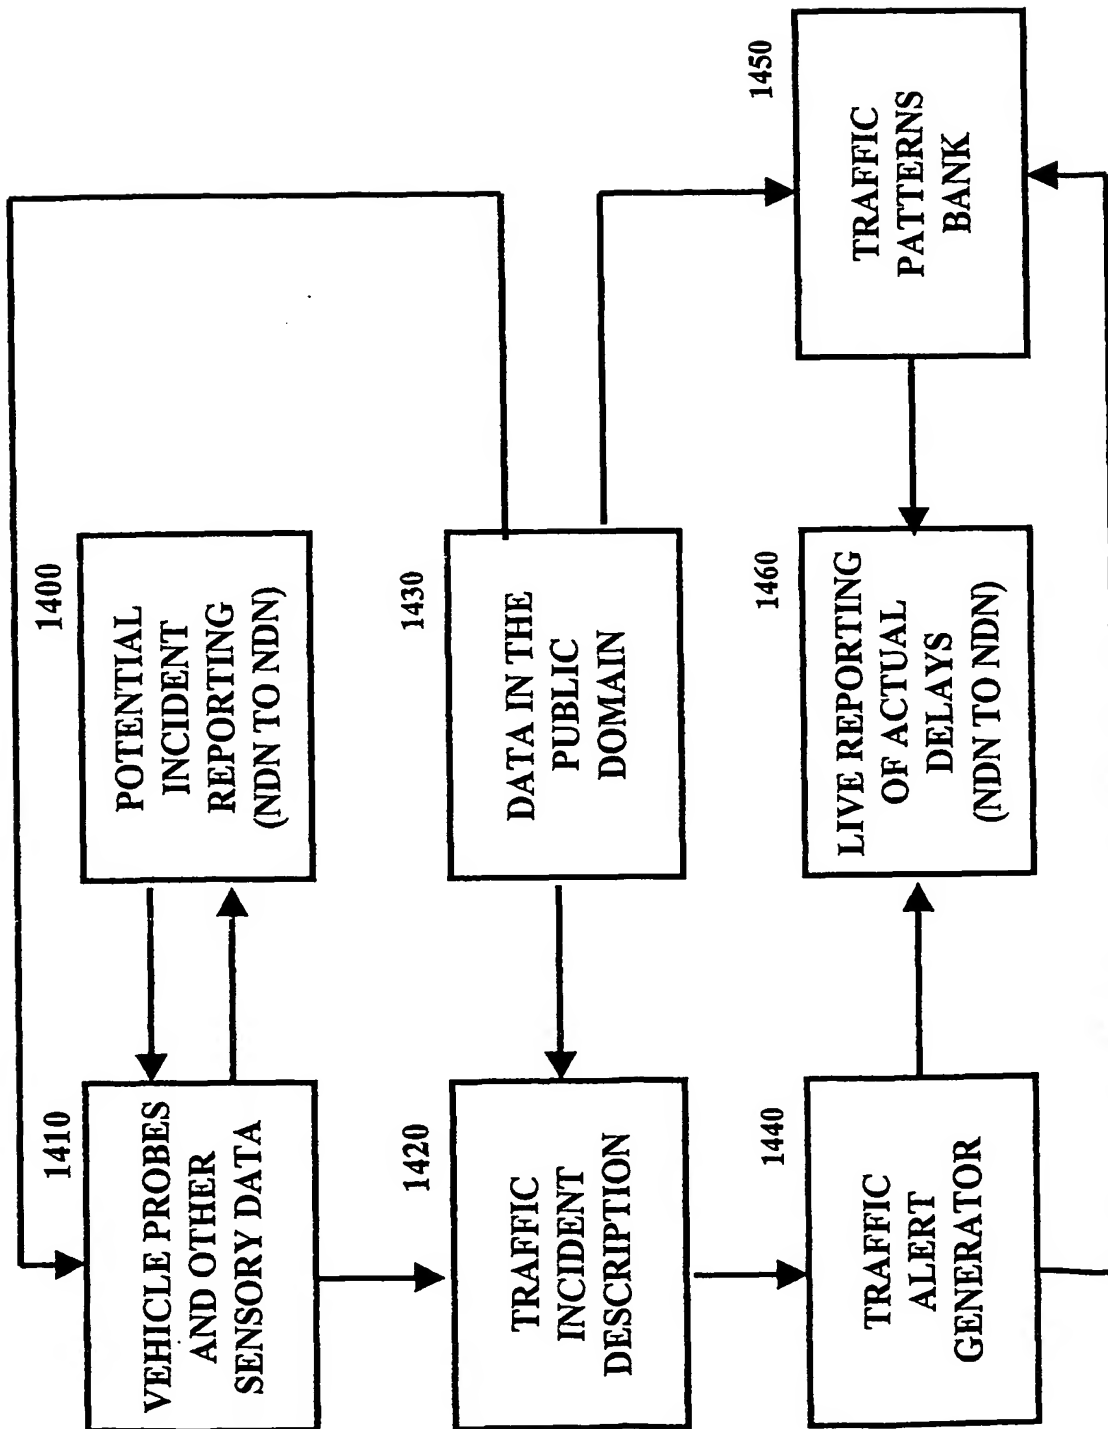 1410
VEHICLE PROBES
AND OTHER
SENSORY DATA
1400
POTENTIAL
INCIDENT
REPORTING
(NDN TO NDN)
1420
TRAFFIC
INCIDENT
DESCRIPTION
1430
DATA IN THE
PUBLIC
DOMAIN
1440
TRAFFIC
ALERT
GENERATOR
1460
LIVE REPORTING
OF ACTUAL
DELAYS
(NDN TO NDN)
1450
TRAFFIC
PATTERNS
BANK